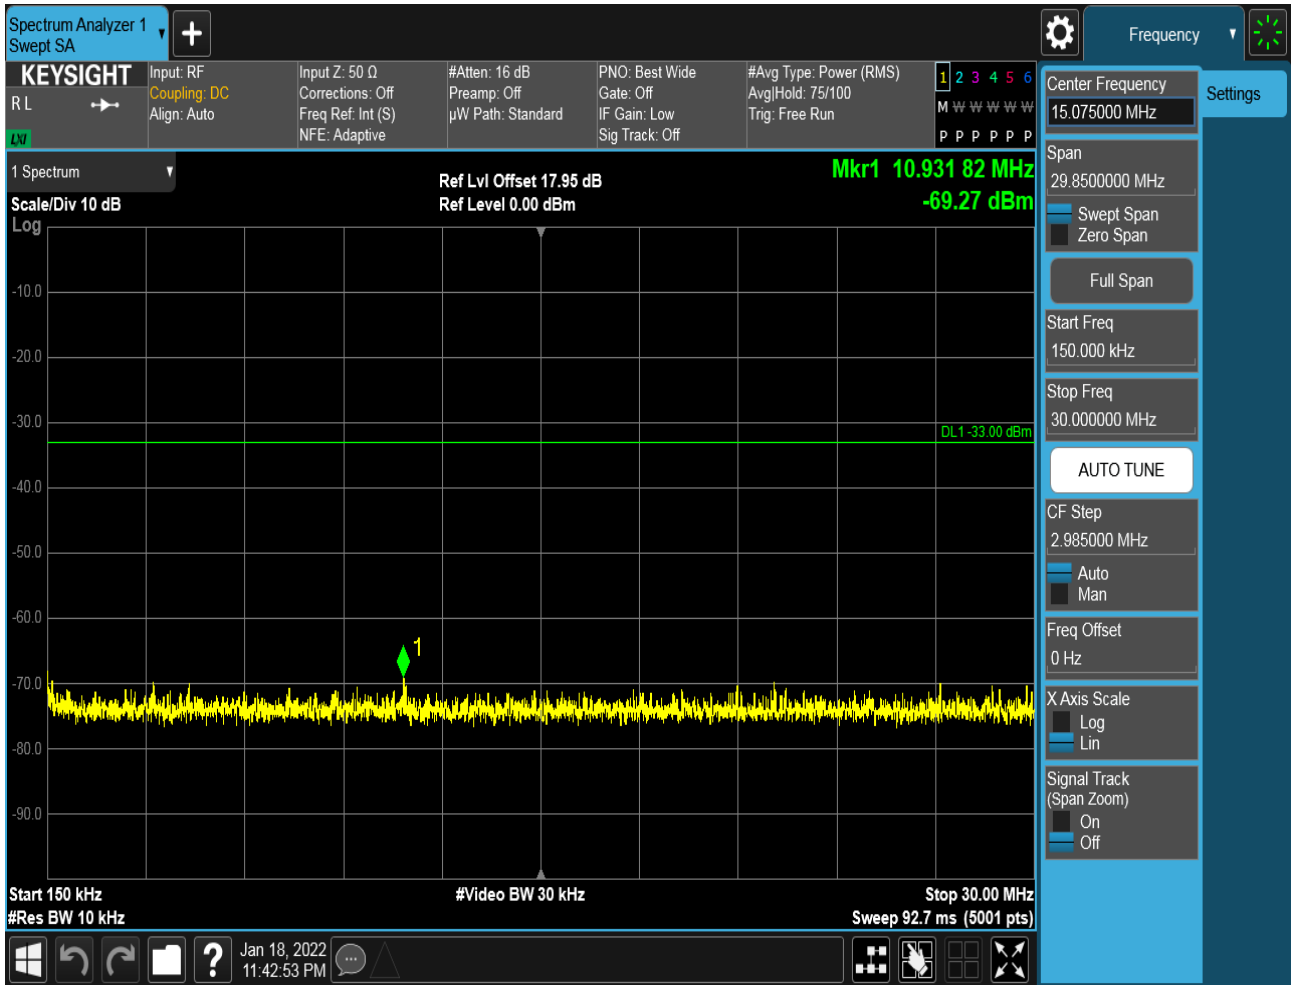 Spectrum Analyzer 1
Swept SA
Frequency
KEYSIGHT
R L
LXI
Input: RF
Coupling: DC
Align: Auto
Input Z: 50 Ω
Corrections: Off
Freq Ref: Int (S)
NFE: Adaptive
#Atten: 16 dB
Preamp: Off
µW Path: Standard
PNO: Best Wide
Gate: Off
IF Gain: Low
Sig Track: Off
#Avg Type: Power (RMS)
Avg|Hold: 75/100
Trig: Free Run
1 2 3 4 5 6
M W W W W W
P P P P P P
Center Frequency
15.075000 MHz
Settings
Span
29.8500000 MHz
Swept Span
Zero Span
Full Span
Start Freq
150.000 kHz
Stop Freq
30.000000 MHz
AUTO TUNE
CF Step
2.985000 MHz
Auto
Man
Freq Offset
0 Hz
X Axis Scale
Log
Lin
Signal Track
(Span Zoom)
On
Off
1 Spectrum
Scale/Div 10 dB
Log
Ref Lvl Offset 17.95 dB
Ref Level 0.00 dBm
Mkr1 10.931 82 MHz
-69.27 dBm
-10.0
-20.0
-30.0
DL1 -33.00 dBm
-40.0
-50.0
-60.0
1
-70.0
-80.0
-90.0
Start 150 kHz
#Video BW 30 kHz
Stop 30.00 MHz
#Res BW 10 kHz
Sweep 92.7 ms (5001 pts)
?
Jan 18, 2022
11:42:53 PM